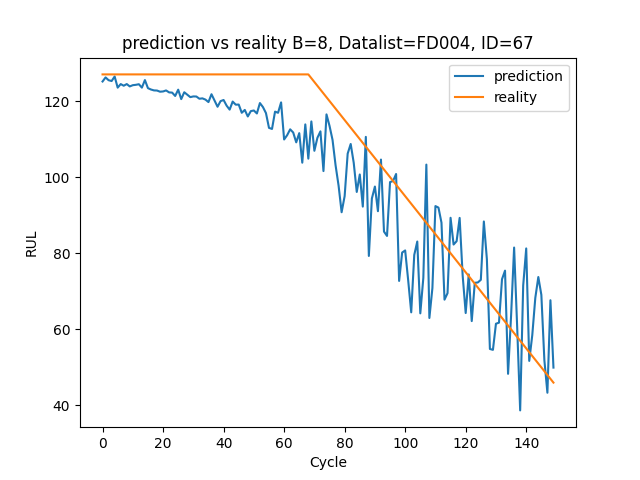 prediction vs reality B=8, Datalist=FD004, ID=67
prediction
reality
RUL
120
100
80
60
40
0 20 40 60 80 100 120 140
Cycle